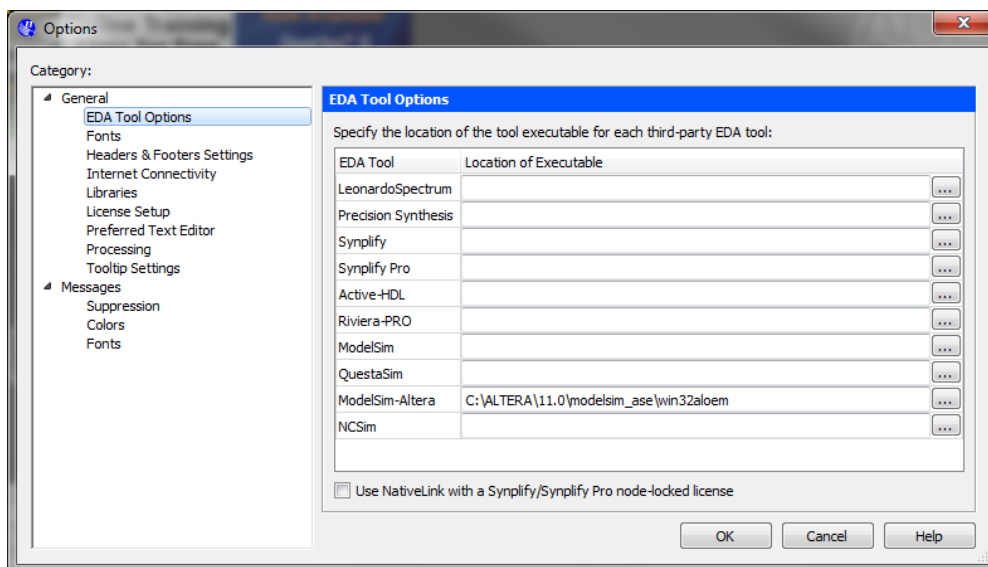 Options
Category:
General
EDA Tool Options
Fonts
Headers & Footers Settings
Internet Connectivity
Libraries
License Setup
Preferred Text Editor
Processing
Tooltip Settings
Messages
Suppression
Colors
Fonts
EDA Tool Options
Specify the location of the tool executable for each third-party EDA tool:
EDA Tool Location of Executable
LeonardoSpectrum ...
Precision Synthesis ...
Synplify ...
Synplify Pro ...
Active-HDL ...
Riviera-PRO ...
ModelSim ...
QuestaSim ...
ModelSim-Altera C:\ALTERA\11.0\modelsim_ase\win32aloem ...
NCSim ...
Use NativeLink with a Synplify/Synplify Pro node-locked license
OK Cancel Help